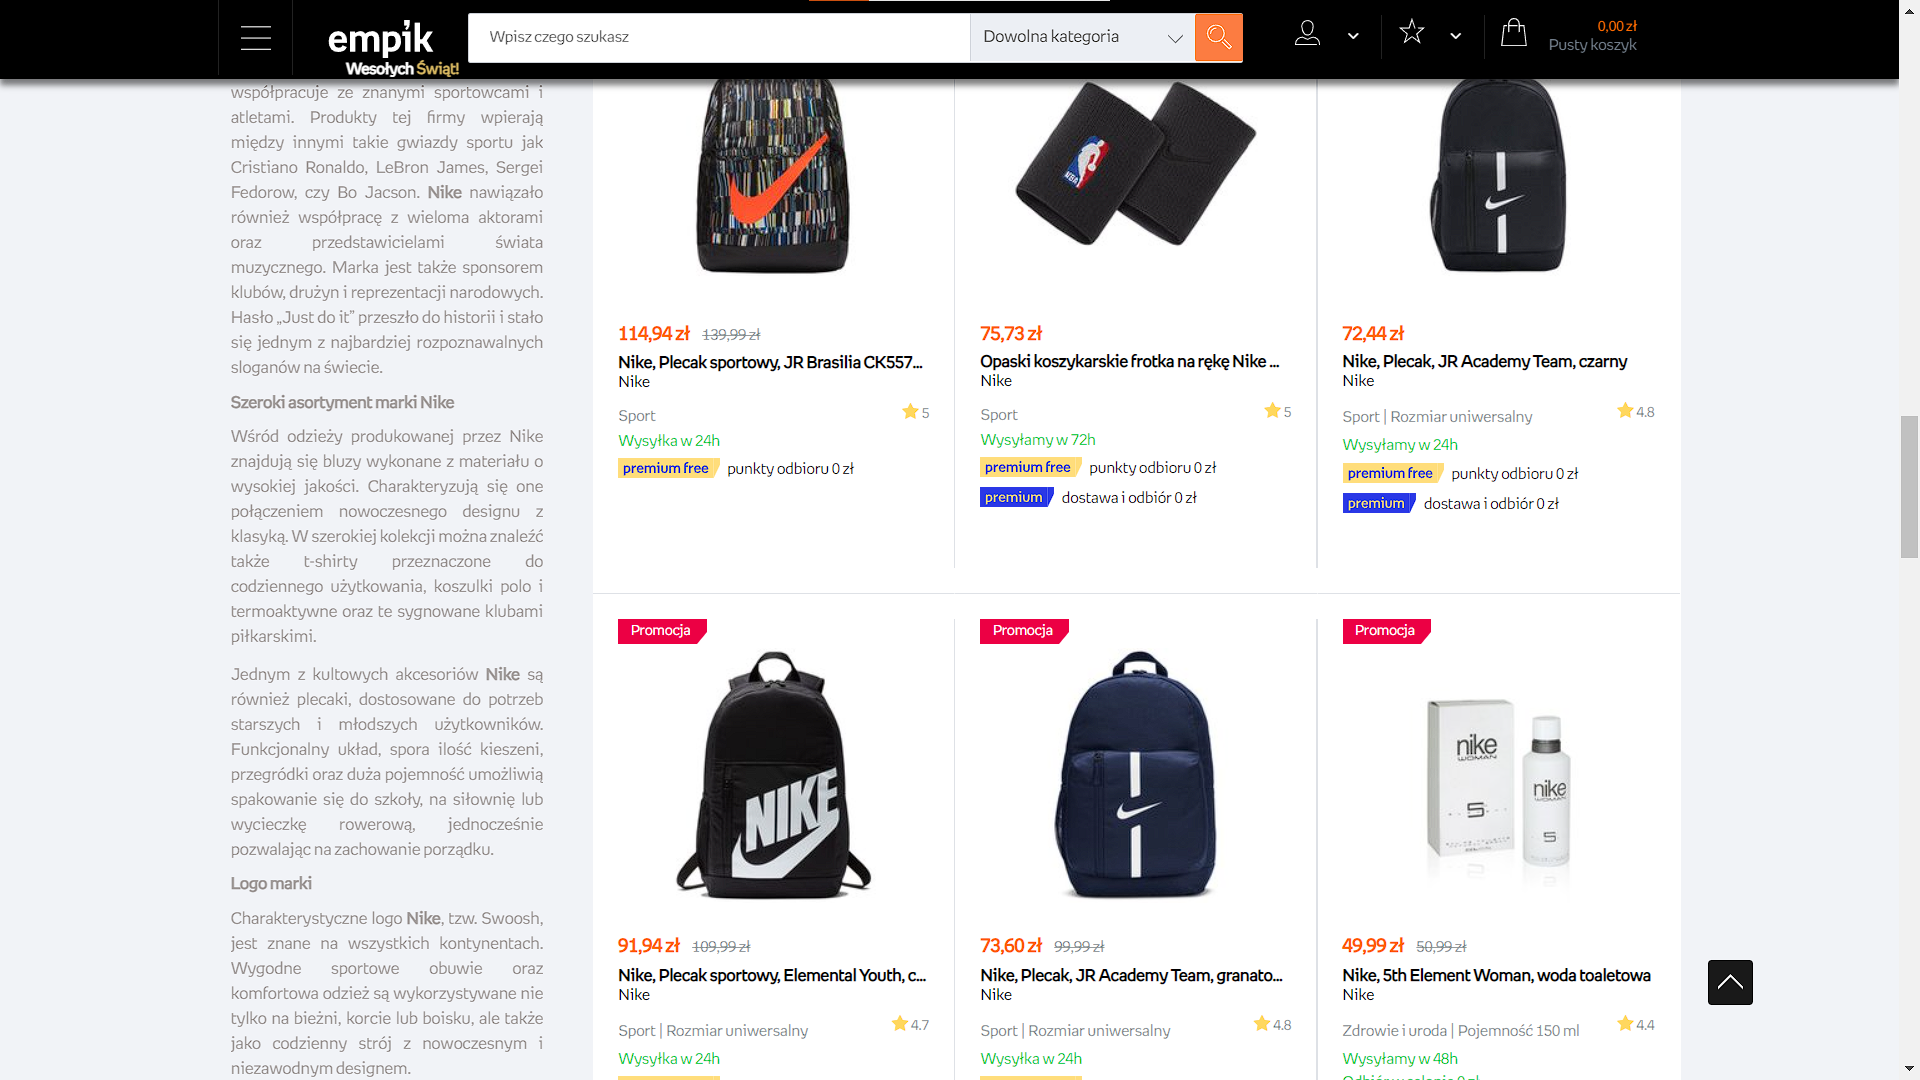 empik
Wesołych Święt!
Wpisz czego szukasz
Dowolna kategoria
0,00 zł
Pusty koszyk
współpracuje ze znanymi sportowcami i
atletami. Produkty tej firmy wpierają
między innymi takie gwiazdy sportu jak
Cristiano Ronaldo, LeBron James, Sergei
Fedorow, czy Bo Jacson. Nike nawiązało
również współpracę z wieloma aktorami
oraz przedstawicielami świata
muzycznego. Marka jest także sponsorem
klubów, drużyn i reprezentacji narodowych.
Hasło „Just do it” przeszło do historii i stało
się jednym z najbardziej rozpoznawalnych
sloganów na świecie.
Szeroki asortyment marki Nike
Wśród odzieży produkowanej przez Nike
znajdują się bluzy wykonane z materiału o
wysokiej jakości. Charakteryzują się one
połączeniem nowoczesnego designu z
klasyką. W szerokiej kolekcji można znaleźć
także t-shirty przeznaczone do
codziennego użytkowania, koszulki polo i
termoaktywne oraz te sygnowane klubami
piłkarskimi.
Jednym z kultowych akcesoriów Nike są
również plecaki, dostosowane do potrzeb
starszych i młodszych użytkowników.
Funkcjonalny układ, spora ilość kieszeni,
przegródki oraz duża pojemność umożliwią
spakowanie się do szkoły, na siłownię lub
wycieczkę rowerową, jednocześnie
pozwalając na zachowanie porządku.
Logo marki
Charakterystyczne logo Nike, tzw. Swoosh,
jest znane na wszystkich kontynentach.
Wygodne sportowe obuwie oraz
komfortowa odzież są wykorzystywane nie
tylko na bieżni, korcie lub boisku, ale także
jako codzienny strój z nowoczesnym i
niezawodnym designem.
114,94 zł 139,99 zł
Nike, Plecak sportowy, JR Brasilia CK557...
Nike
Sport
5
Wysyłka w 24h
premium free punkty odbioru 0 zł
NBA
75,73 zł
Opaski koszykarskie frotka na rękę Nike ...
Nike
Sport
5
Wysyłamy w 72h
premium free punkty odbioru 0 zł
premium dostawa i odbiór 0 zł
72,44 zł
Nike, Plecak, JR Academy Team, czarny
Nike
Sport | Rozmiar uniwersalny
4.8
Wysyłamy w 24h
premium free punkty odbioru 0 zł
premium dostawa i odbiór 0 zł
Promocja
NIKE
91,94 zł 109,99 zł
Nike, Plecak sportowy, Elemental Youth, c...
Nike
Sport | Rozmiar uniwersalny
4.7
Wysyłka w 24h
Promocja
73,60 zł 99,99 zł
Nike, Plecak, JR Academy Team, granato...
Nike
Sport | Rozmiar uniwersalny
4.8
Wysyłka w 24h
Promocja
nike
WOMAN
5
nike
WOMAN
5
49,99 zł 50,99 zł
Nike, 5th Element Woman, woda toaletowa
Nike
Zdrowie i uroda | Pojemność 150 ml
4.4
Wysyłamy w 48h